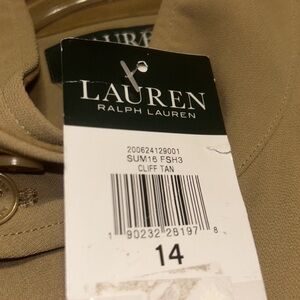 LAUREN
RALPH LAUREN
200624129001
SUM16 FSH3
CLIFF TAN
1 90232 28197 8
14